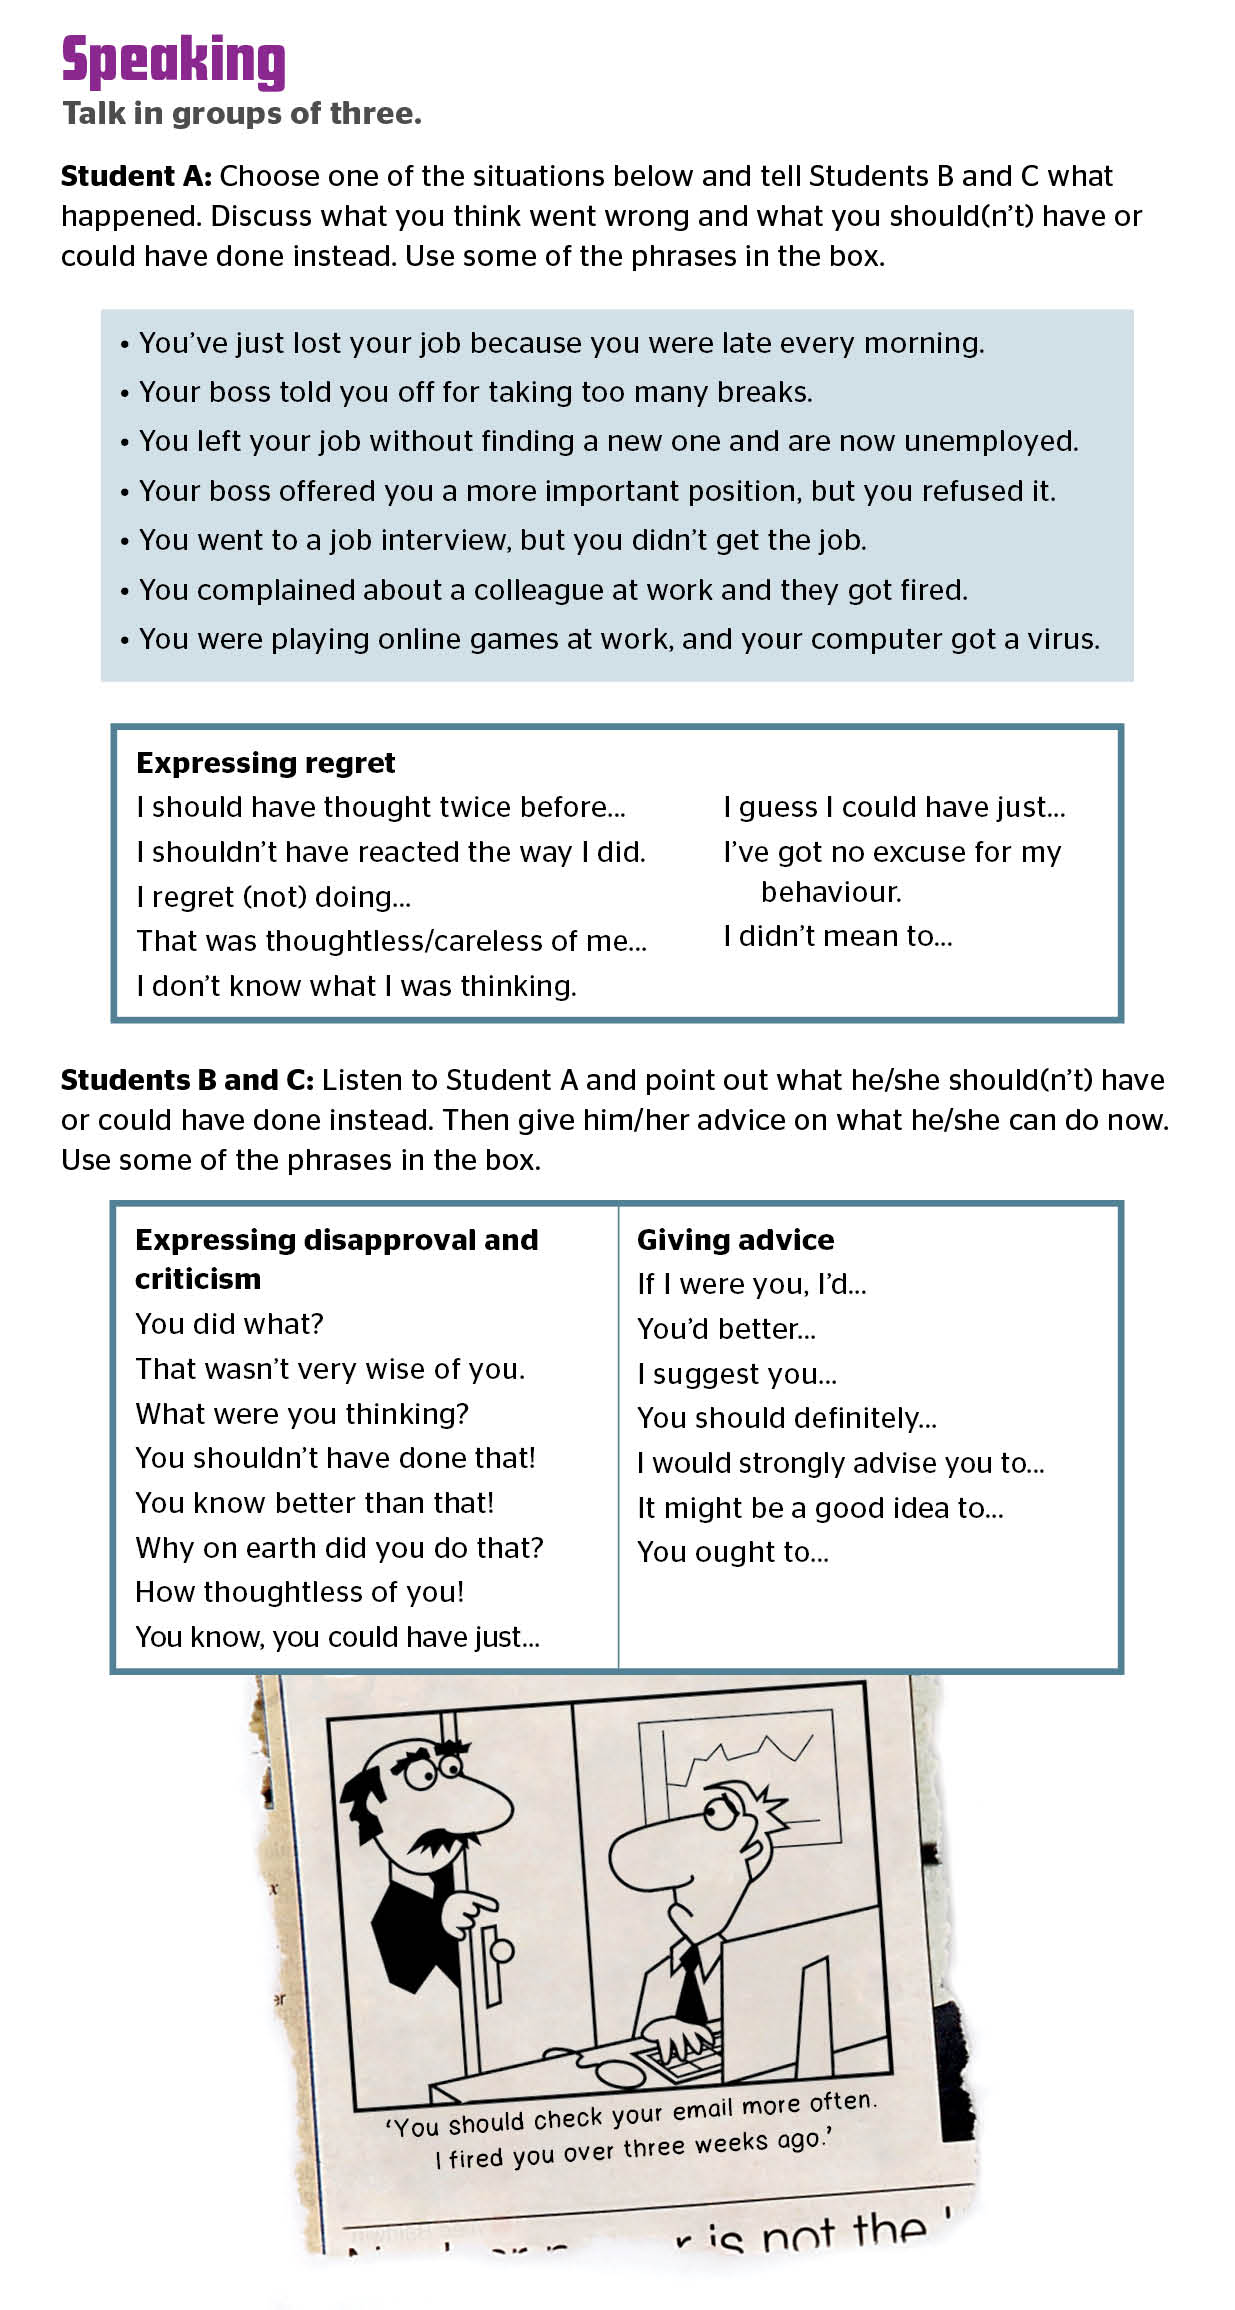 Speaking
Talk in groups of three.
Student A: Choose one of the situations below and tell Students B and C what
happened. Discuss what you think went wrong and what you should(n't) have or
could have done instead. Use some of the phrases in the box.
• You've just lost your job because you were late every morning.
• Your boss told you off for taking too many breaks.
• You left your job without finding a new one and are now unemployed.
• Your boss offered you a more important position, but you refused it.
• You went to a job interview, but you didn't get the job.
• You complained about a colleague at work and they got fired.
• You were playing online games at work, and your computer got a virus.
Expressing regret
I should have thought twice before...
I shouldn't have reacted the way I did.
I regret (not) doing...
That was thoughtless/careless of me...
I don't know what I was thinking.
I guess I could have just...
I've got no excuse for my
behaviour.
I didn't mean to...
Students B and C: Listen to Student A and point out what he/she should(n't) have
or could have done instead. Then give him/her advice on what he/she can do now.
Use some of the phrases in the box.
Expressing disapproval and
criticism
You did what?
That wasn't very wise of you.
What were you thinking?
You shouldn't have done that!
You know better than that!
Why on earth did you do that?
How thoughtless of you!
You know, you could have just...
Giving advice
If I were you, I'd...
You'd better...
I suggest you...
You should definitely...
I would strongly advise you to...
It might be a good idea to...
You ought to...
x
er
'You should check your email more often.
I fired you over three weeks ago.'
is not the